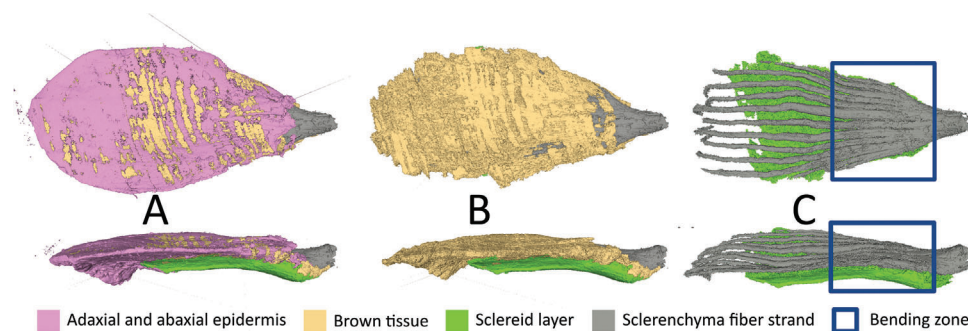 A
B
C
Adaxial and abaxial epidermis Brown tissue Sclereid layer Sclerenchyma fiber strand Bending zone